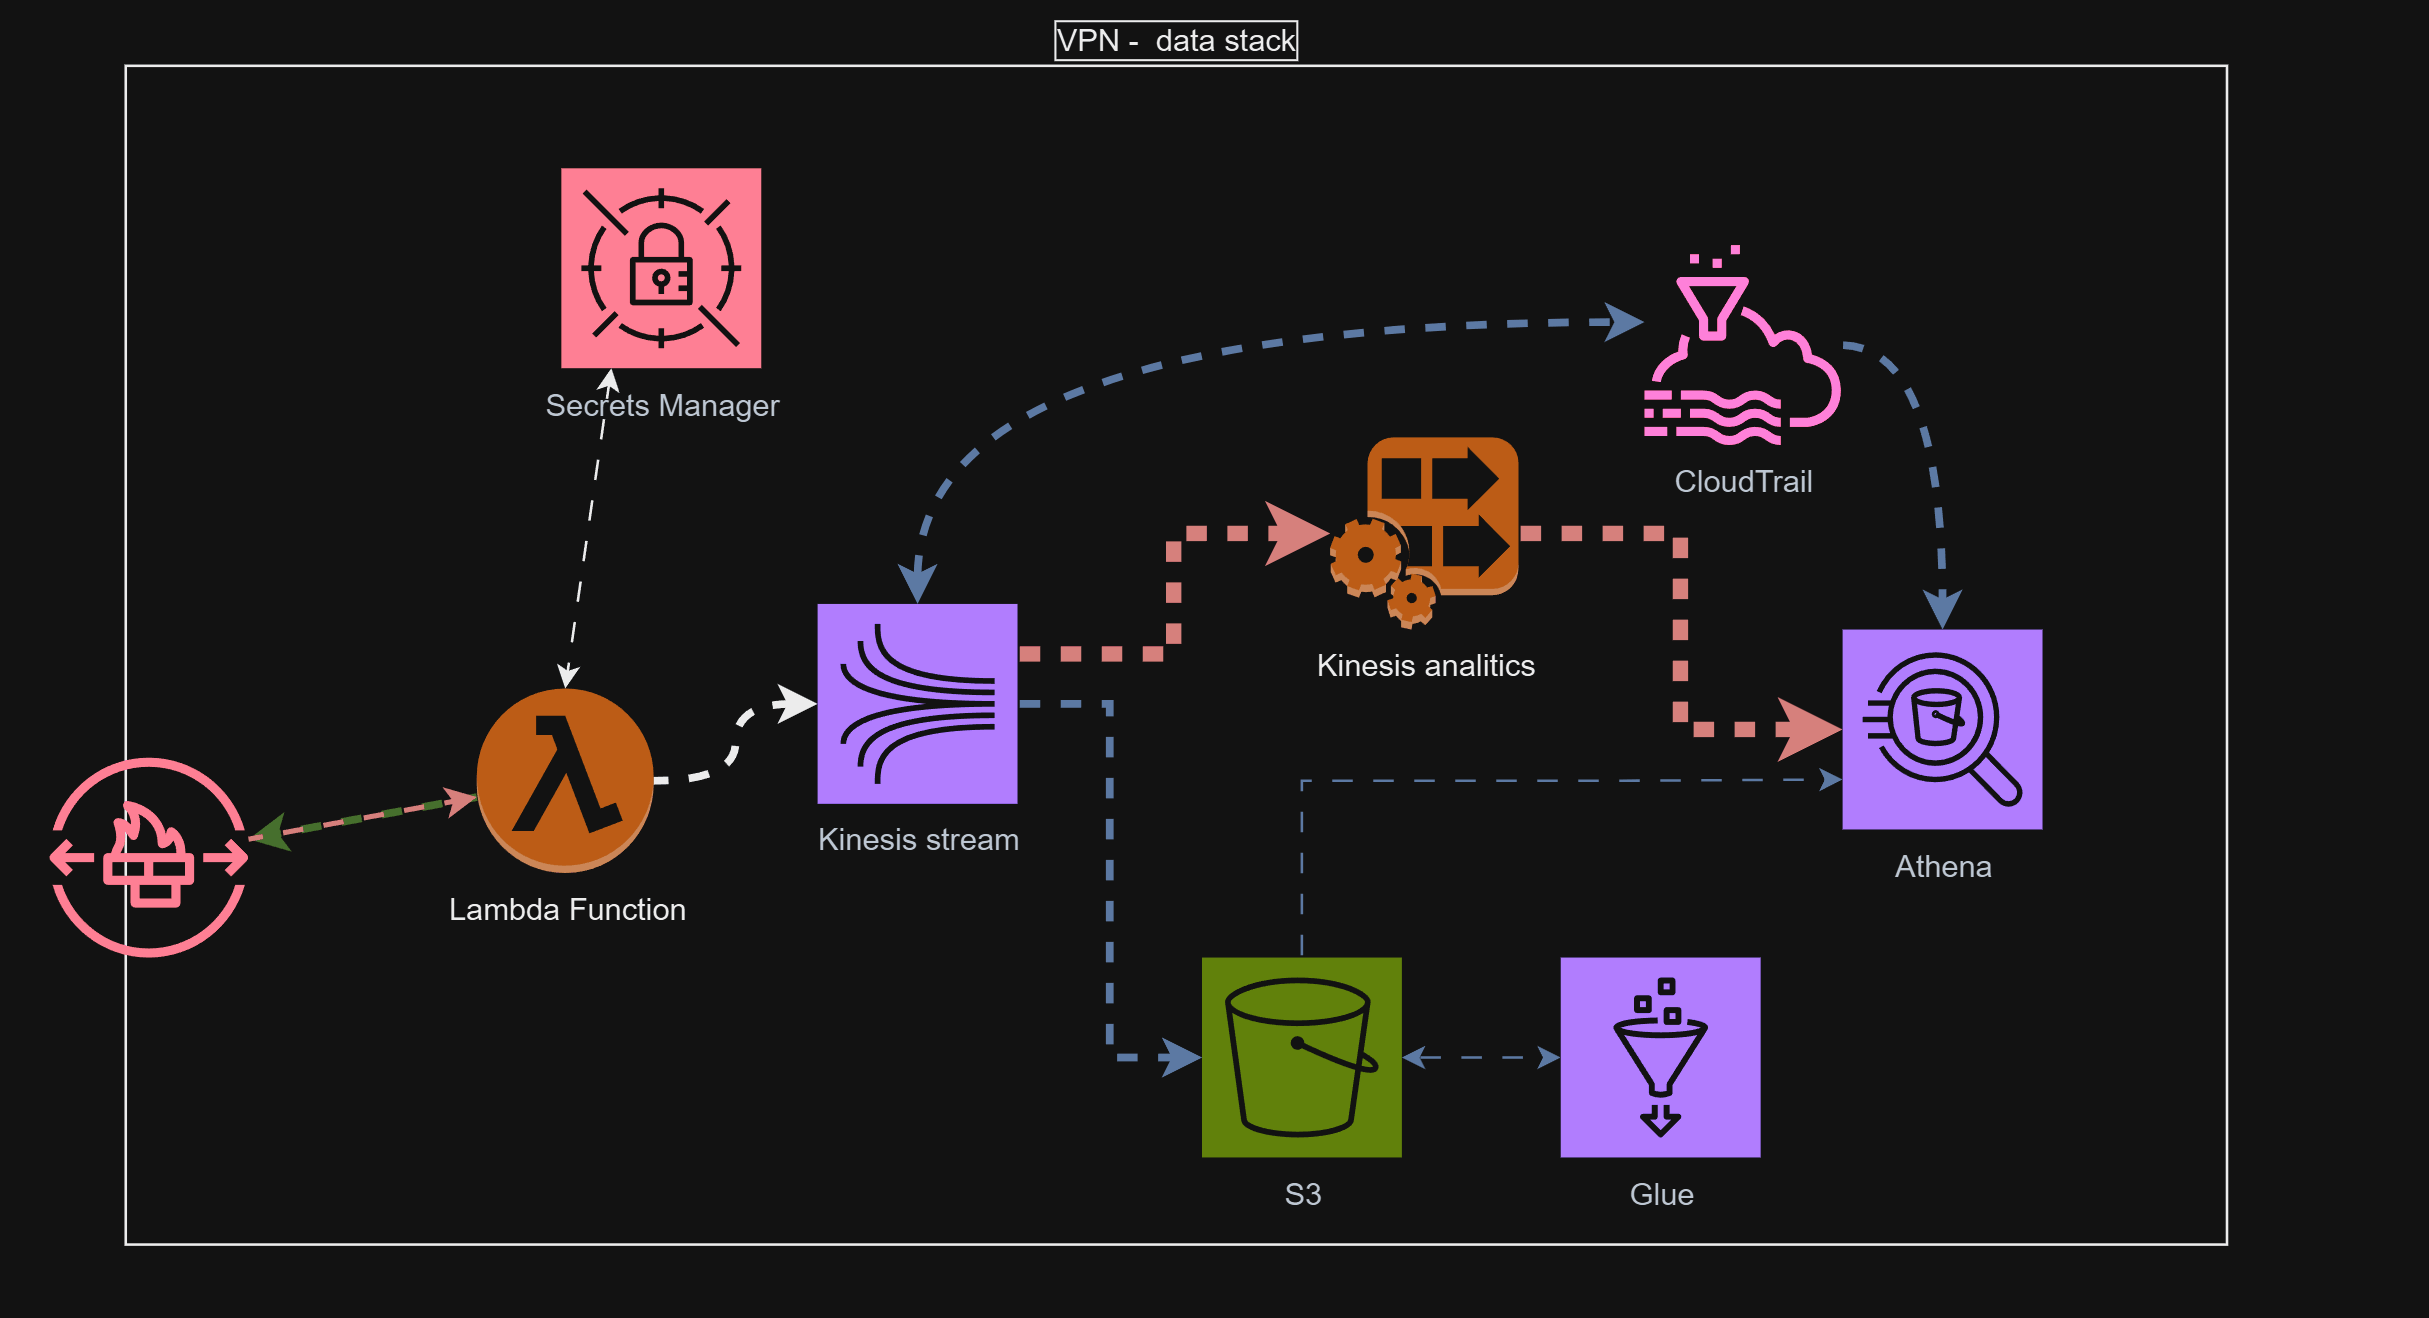 VPN -  data stack
Secrets Manager
CloudTrail
Kinesis analitics
Kinesis stream
Athena
Lambda Function
S3
Glue